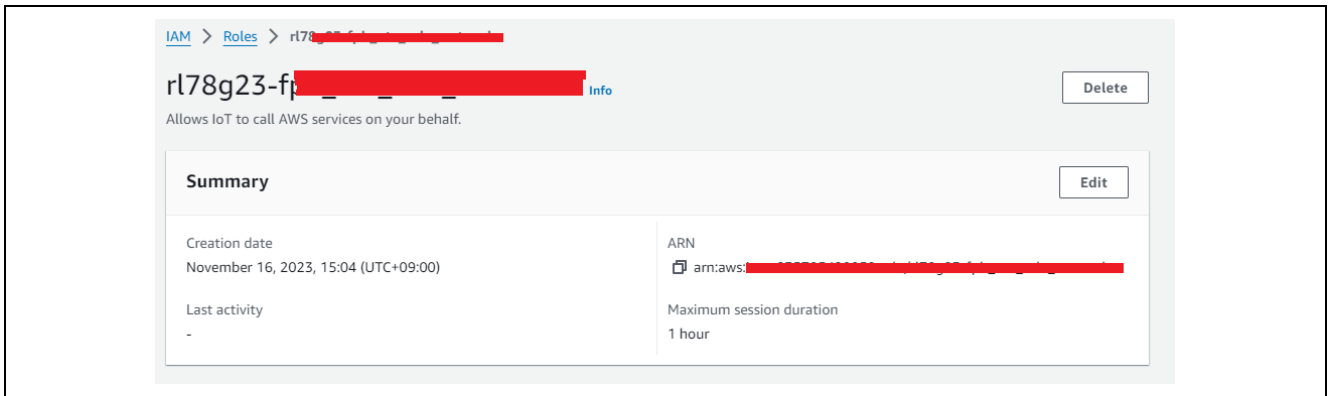 IAM > Roles > rl78
rl78g23-f
Info
Delete
Allows IoT to call AWS services on your behalf.
Summary
Edit
Creation date
November 16, 2023, 15:04 (UTC+09:00)
ARN
arn:aws:
Last activity
-
Maximum session duration
1 hour